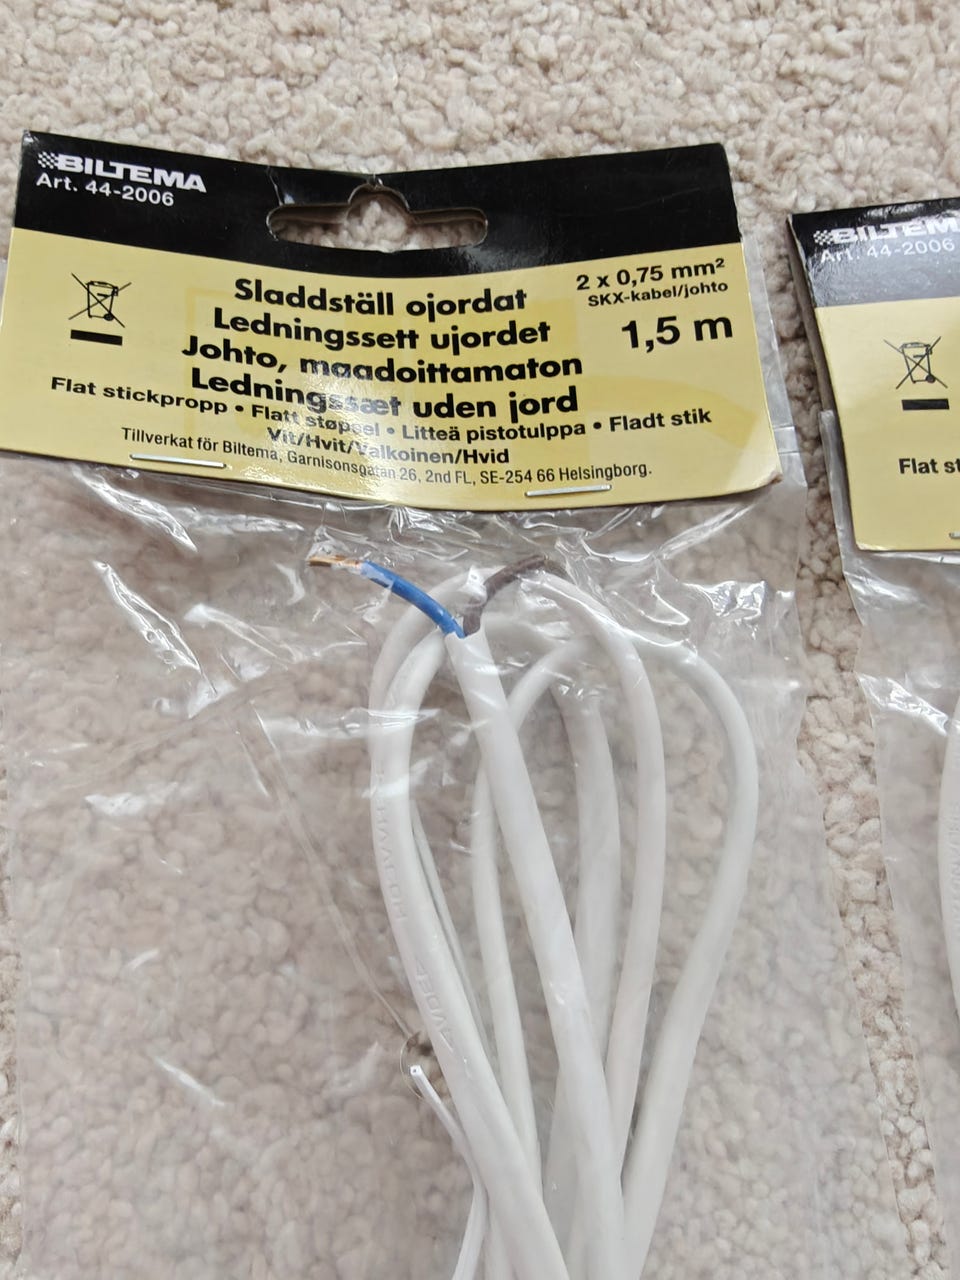 BILTEMA
Art. 44-2006
2 x 0,75 mm²
SKX-kabel/johto
1,5 m
Sladdställ ojordat
Ledningssett ujordet
Johto, maadoittamaton
Ledningssæt uden jord
Flat stickpropp • Flatt støpsel • Litteä pistotulppa • Fladt stik
Vit/Hvit/Valkoinen/Hvid
Tillverkat för Biltema, Garnisonsgatan 26, 2nd FL, SE-254 66 Helsingborg.
BILTEM
Art. 44-2006
Flat st